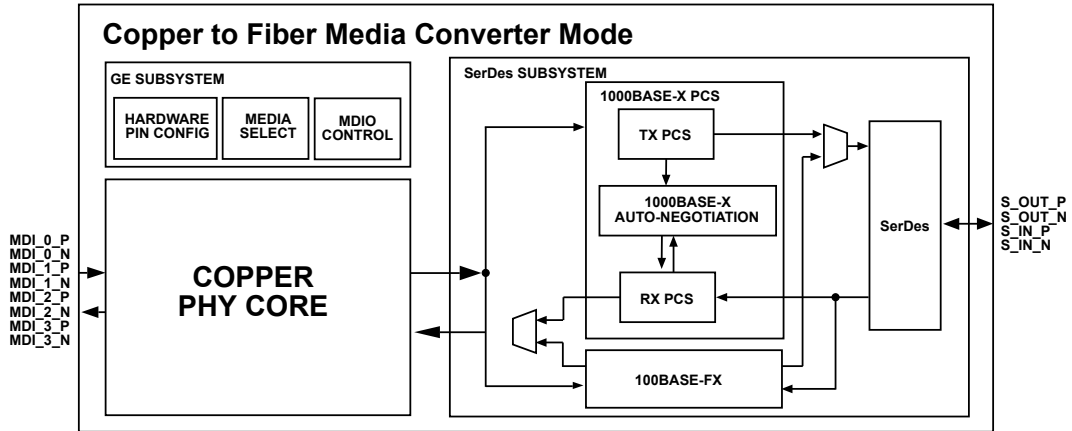 Copper to Fiber Media Converter Mode
GE SUBSYSTEM
HARDWARE
PIN CONFIG
MEDIA
SELECT
MDIO
CONTROL
SerDes SUBSYSTEM
1000BASE-X PCS
TX PCS
1000BASE-X
AUTO-NEGOTIATION
RX PCS
100BASE-FX
SerDes
COPPER
PHY CORE
MDI_0_P
MDI_0_N
MDI_1_P
MDI_1_N
MDI_2_P
MDI_2_N
MDI_3_P
MDI_3_N
S_OUT_P
S_OUT_N
S_IN_P
S_IN_N